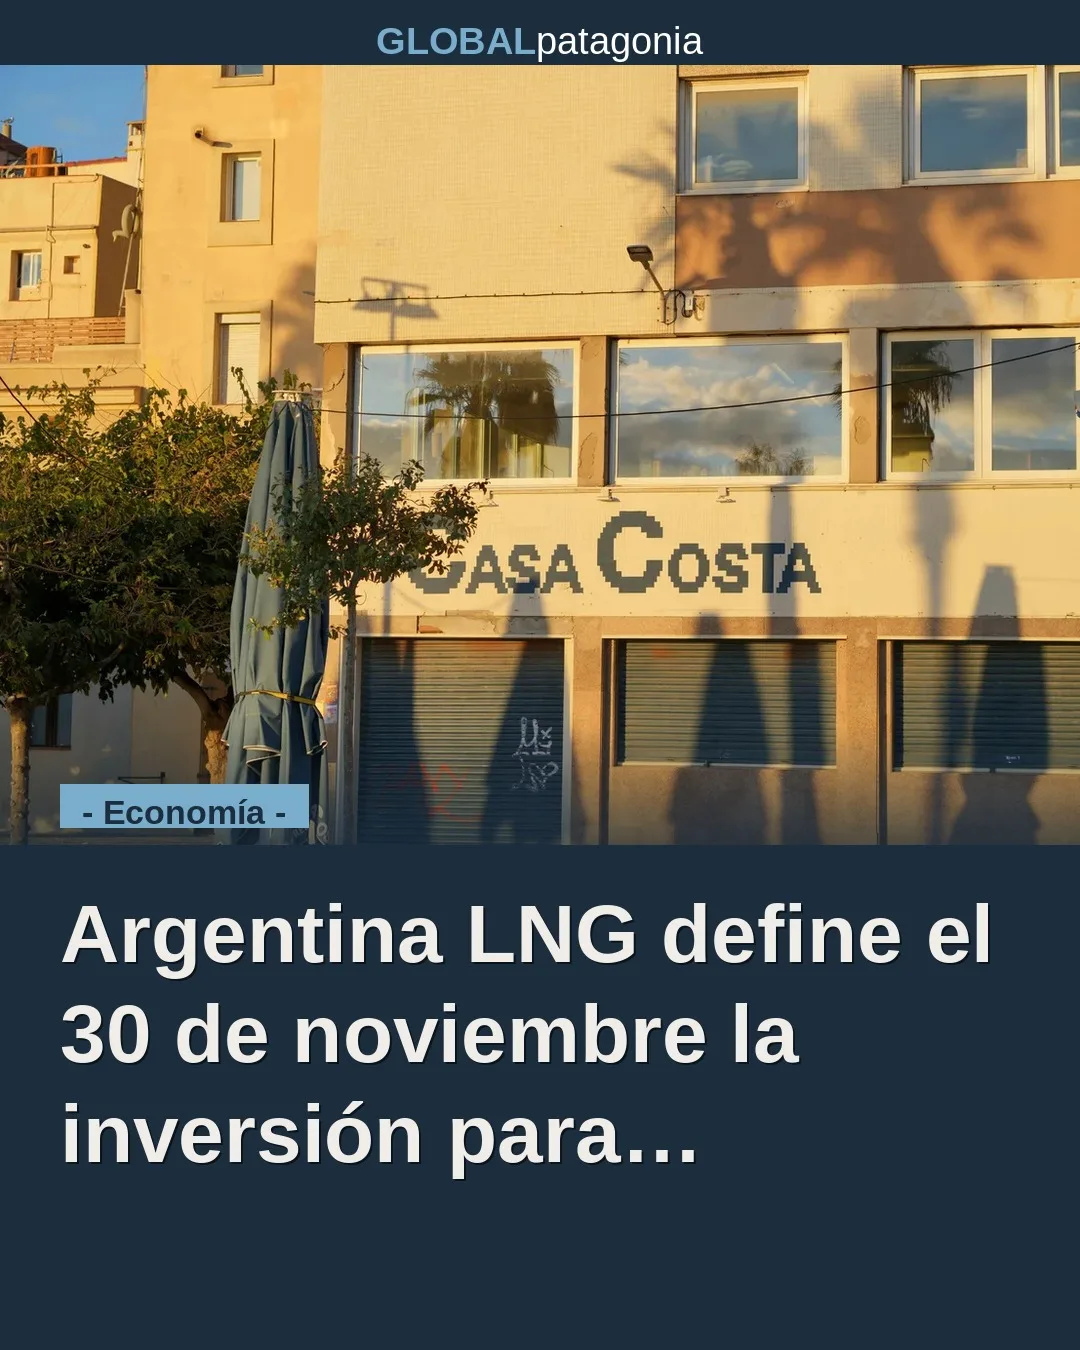 GLOBALpatagonia
CASA COSTA
- Economía -
Argentina LNG define el
30 de noviembre la
inversión para...